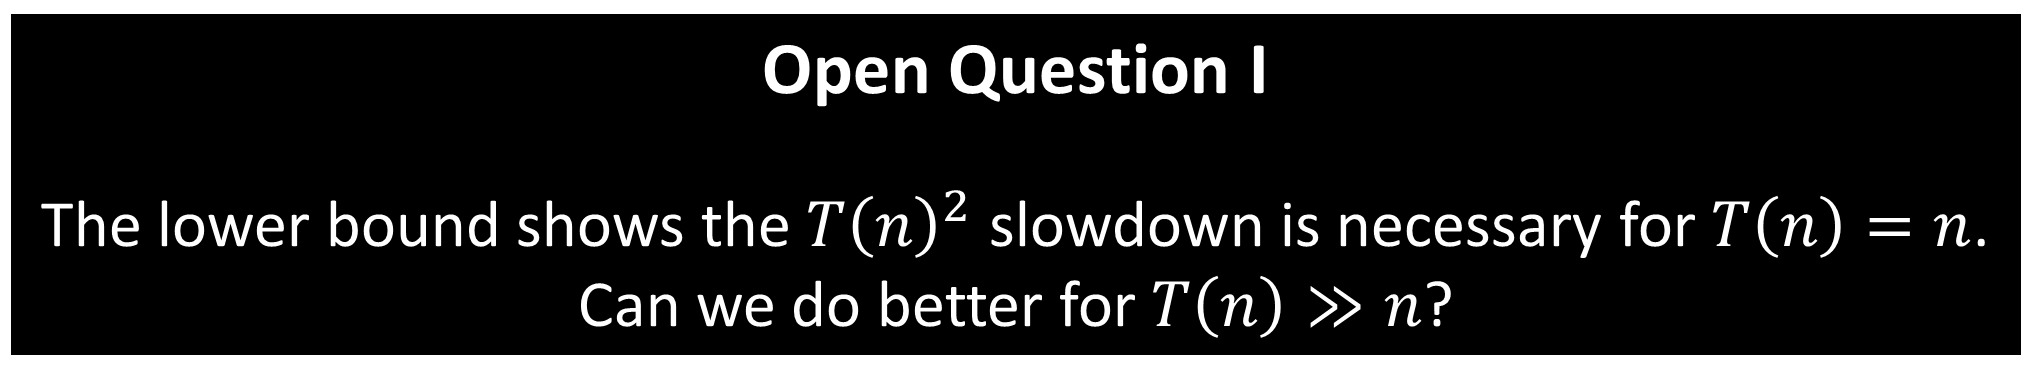 Open Question I
The lower bound shows the T(n)² slowdown is necessary for T(n) = n.
Can we do better for T(n) ≫ n?